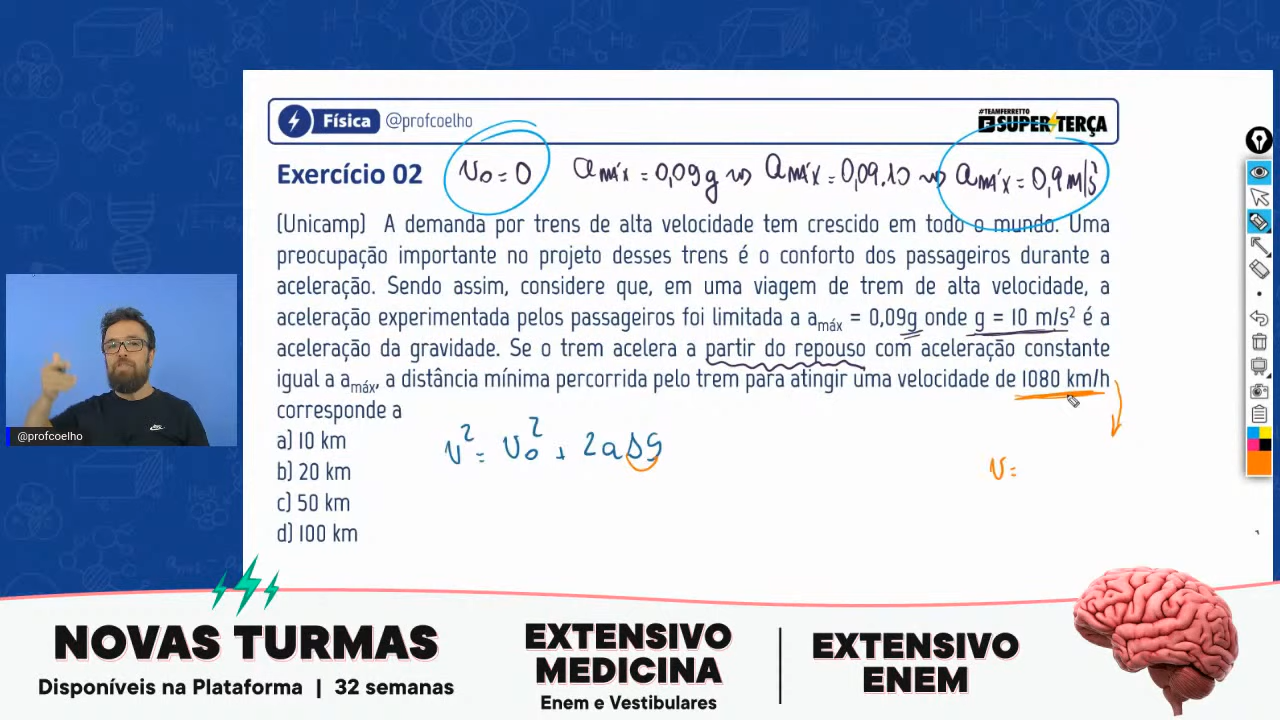 Física @profcoelho
#TEAMFERRETTO
SUPER TERÇA
Exercício 02
v₀ = 0
aMÁX = 0,09g ⇝ aMÁX = 0,09.10 ⇝ aMÁX = 0,9 m/s²
(Unicamp) A demanda por trens de alta velocidade tem crescido em todo o mundo. Uma
preocupação importante no projeto desses trens é o conforto dos passageiros durante a
aceleração. Sendo assim, considere que, em uma viagem de trem de alta velocidade, a
aceleração experimentada pelos passageiros foi limitada a amáx = 0,09g onde g = 10 m/s² é a
aceleração da gravidade. Se o trem acelera a partir do repouso com aceleração constante
igual a amáx, a distância mínima percorrida pelo trem para atingir uma velocidade de 1080 km/h
corresponde a
a) 10 km
b) 20 km
c) 50 km
d) 100 km
v² = v₀² + 2aΔS
v =
@profcoelho
NOVAS TURMAS
Disponíveis na Plataforma | 32 semanas
EXTENSIVO
MEDICINA
Enem e Vestibulares
EXTENSIVO
ENEM